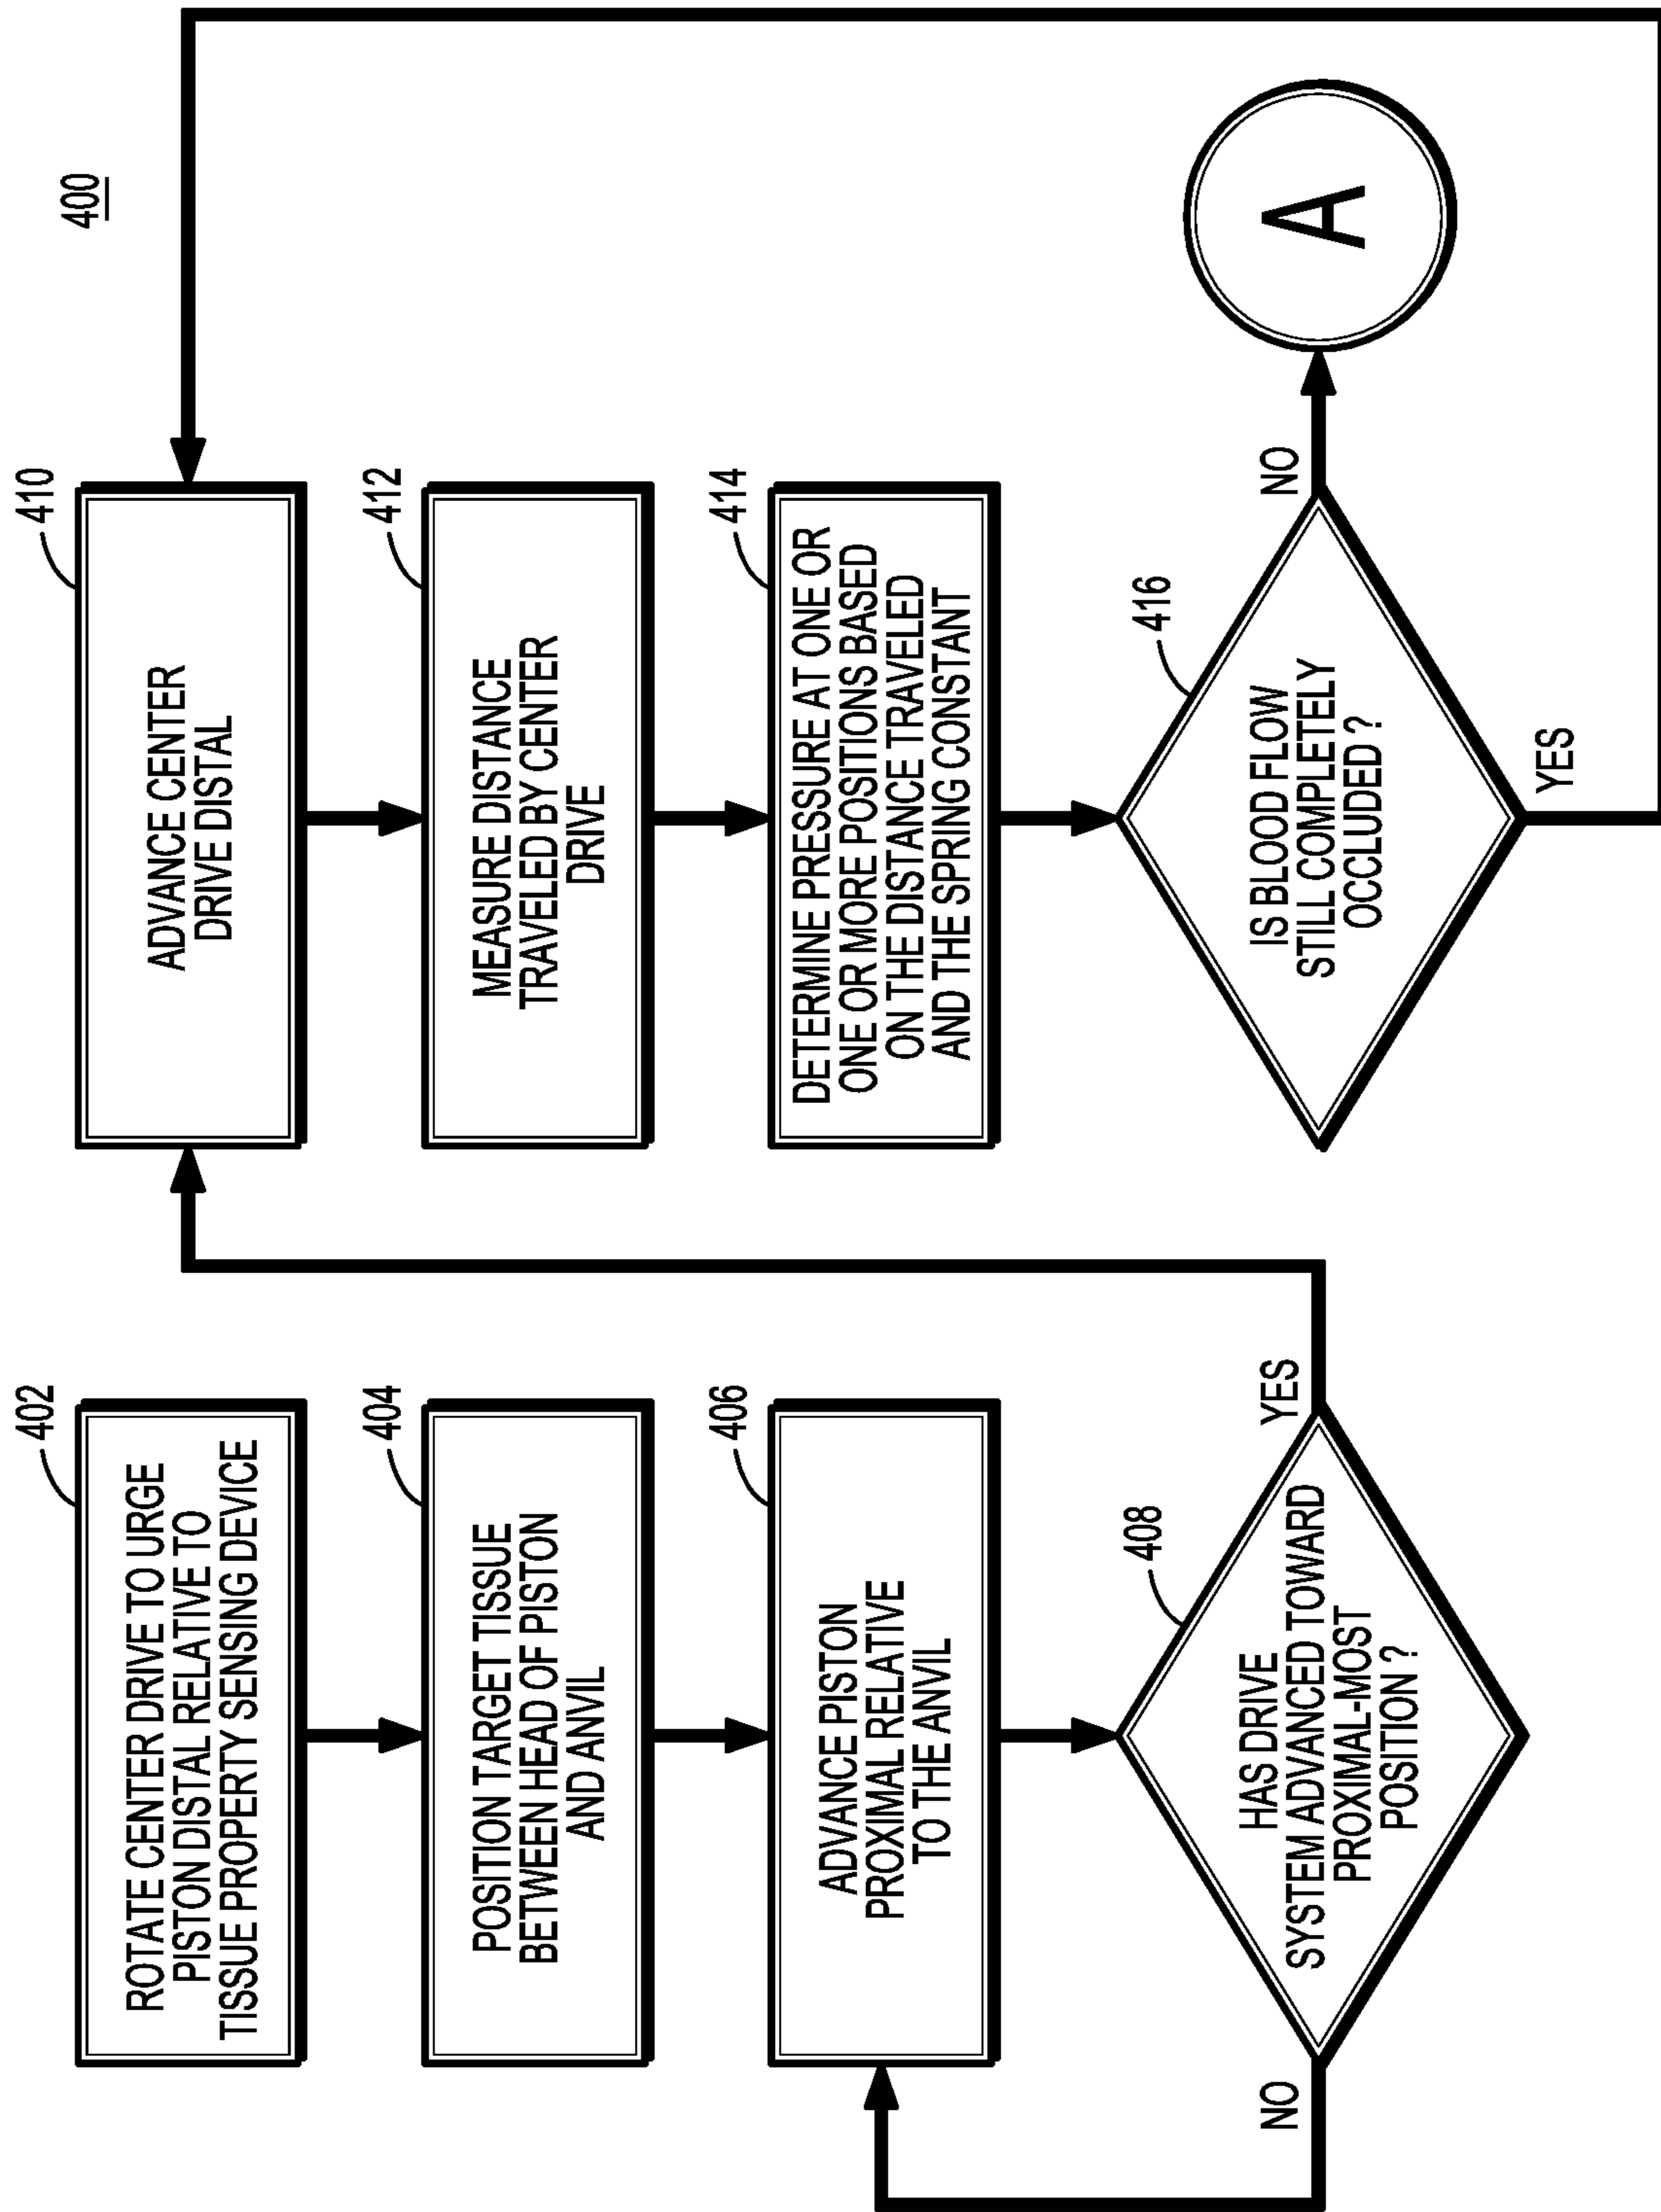 400
402
ROTATE CENTER DRIVE TO URGE
PISTON DISTAL RELATIVE TO
TISSUE PROPERTY SENSING DEVICE
404
POSITION TARGET TISSUE
BETWEEN HEAD OF PISTON
AND ANVIL
406
ADVANCE PISTON
PROXIMAL RELATIVE
TO THE ANVIL
408
HAS DRIVE
SYSTEM ADVANCED TOWARD
PROXIMAL-MOST
POSITION ?
NO
YES
410
ADVANCE CENTER
DRIVE DISTAL
412
MEASURE DISTANCE
TRAVELED BY CENTER
DRIVE
414
DETERMINE PRESSURE AT ONE OR
ONE OR MORE POSITIONS BASED
ON THE DISTANCE TRAVELED
AND THE SPRING CONSTANT
416
IS BLOOD FLOW
STILL COMPLETELY
OCCLUDED ?
NO
YES
A